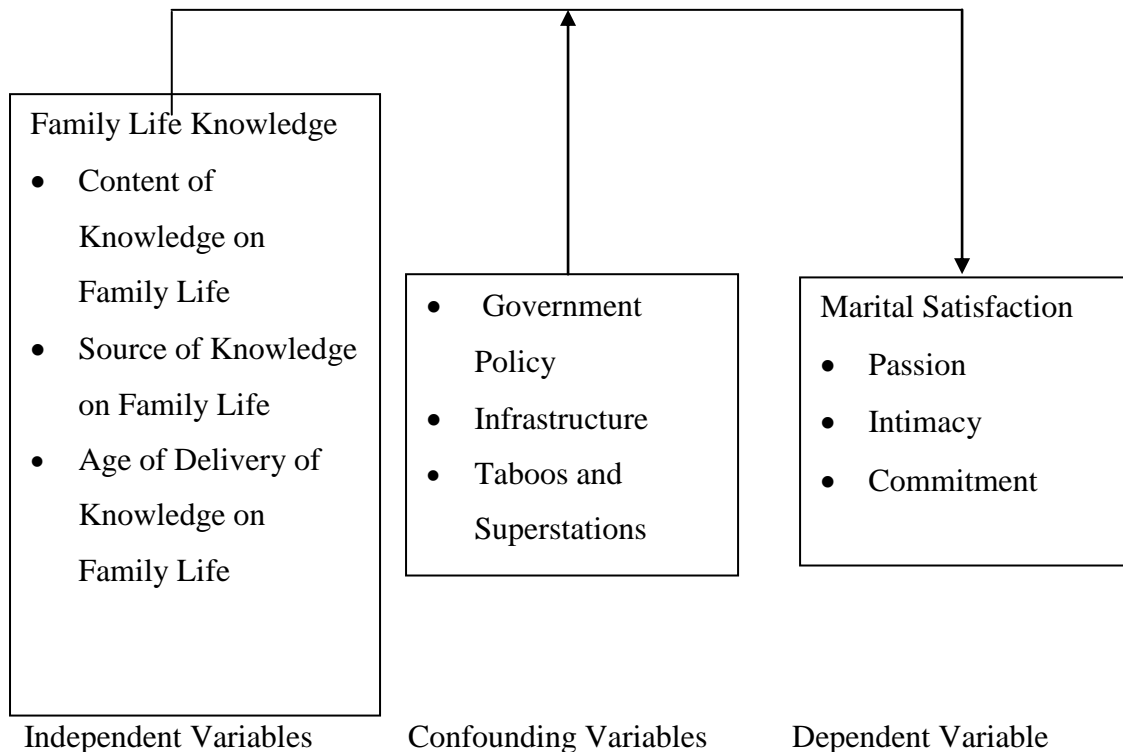 Family Life Knowledge
• Content of
Knowledge on
Family Life
• Source of Knowledge
on Family Life
• Age of Delivery of
Knowledge on
Family Life
• Government
Policy
• Infrastructure
• Taboos and
Superstations
Marital Satisfaction
• Passion
• Intimacy
• Commitment
Independent Variables
Confounding Variables
Dependent Variable